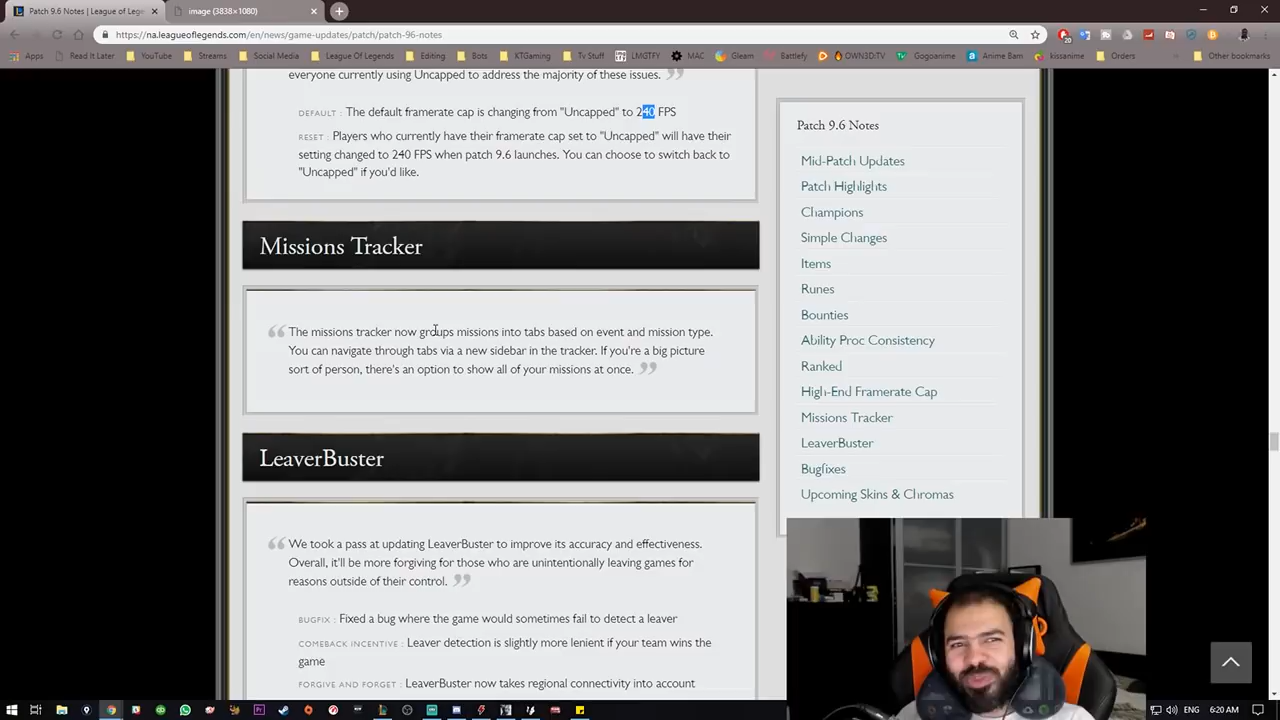 Patch 9.6 Notes | League of Lege
image (3838×1080)
https://na.leagueoflegends.com/en/news/game-updates/patch/patch-96-notes
Apps Read It Later YouTube Streams Social Media League Of Legends Editing Bots KTGaming Tv Stuff LMGTFY MAC Gleam Battlefy OWN3D:TV Gogoanime Anime Bam kissanime Orders Other bookmarks
everyone currently using Uncapped to address the majority of these issues.
DEFAULT : The default framerate cap is changing from "Uncapped" to 240 FPS
RESET : Players who currently have their framerate cap set to "Uncapped" will have their
setting changed to 240 FPS when patch 9.6 launches. You can choose to switch back to
"Uncapped" if you'd like.
Missions Tracker
The missions tracker now groups missions into tabs based on event and mission type.
You can navigate through tabs via a new sidebar in the tracker. If you're a big picture
sort of person, there's an option to show all of your missions at once.
LeaverBuster
We took a pass at updating LeaverBuster to improve its accuracy and effectiveness.
Overall, it'll be more forgiving for those who are unintentionally leaving games for
reasons outside of their control.
BUGFIX : Fixed a bug where the game would sometimes fail to detect a leaver
COMEBACK INCENTIVE : Leaver detection is slightly more lenient if your team wins the
game
FORGIVE AND FORGET : LeaverBuster now takes regional connectivity into account
Patch 9.6 Notes
Mid-Patch Updates
Patch Highlights
Champions
Simple Changes
Items
Runes
Bounties
Ability Proc Consistency
Ranked
High-End Framerate Cap
Missions Tracker
LeaverBuster
Bugfixes
Upcoming Skins & Chromas
ENG 6:20 AM